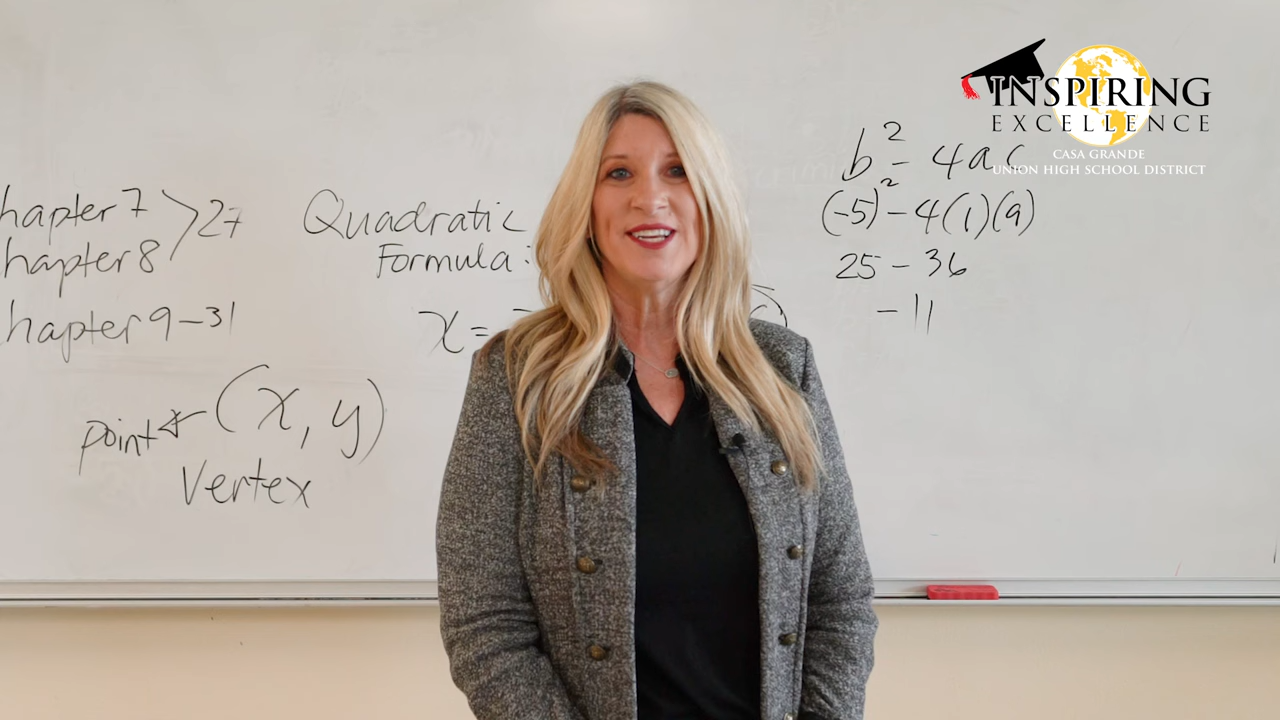 INSPIRING
EXCELLENCE
CASA GRANDE
UNION HIGH SCHOOL DISTRICT
hapter 7 > 27
hapter 8
hapter 9 - 31
point (x, y)
Vertex
Quadratic
Formula:
x =
b² - 4ac
(-5)² - 4(1)(9)
25 - 36
- 11